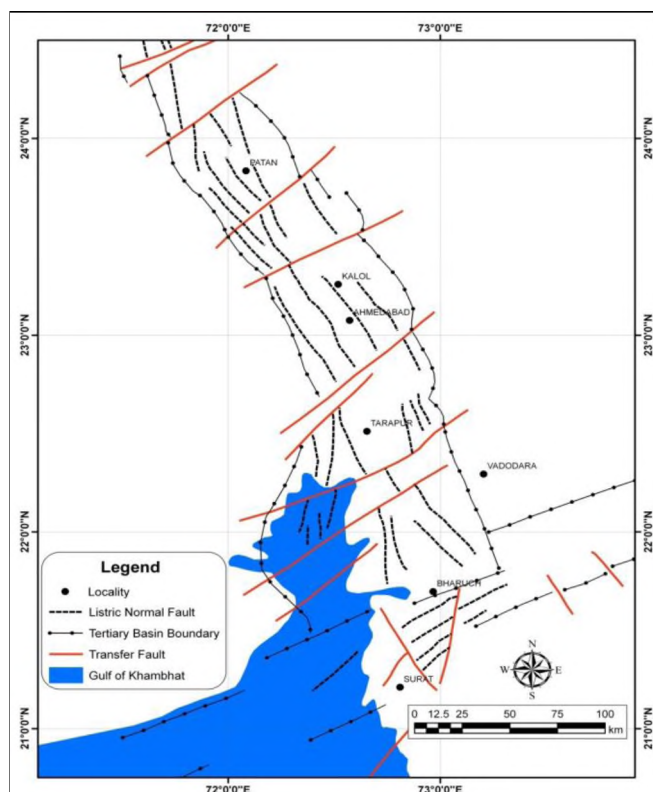 72°0'0"E 73°0'0"E
24°0'0"N 24°0'0"N
PATAN
KALOL
AHMEDABAD
23°0'0"N 23°0'0"N
TARAPUR
VADODARA
22°0'0"N 22°0'0"N
BHARUCH
Legend
Locality
Listric Normal Fault
Tertiary Basin Boundary
Transfer Fault
Gulf of Khambhat
N
W E
S
SURAT
0 12.5 25 50 75 100
km
21°0'0"N 21°0'0"N
72°0'0"E 73°0'0"E